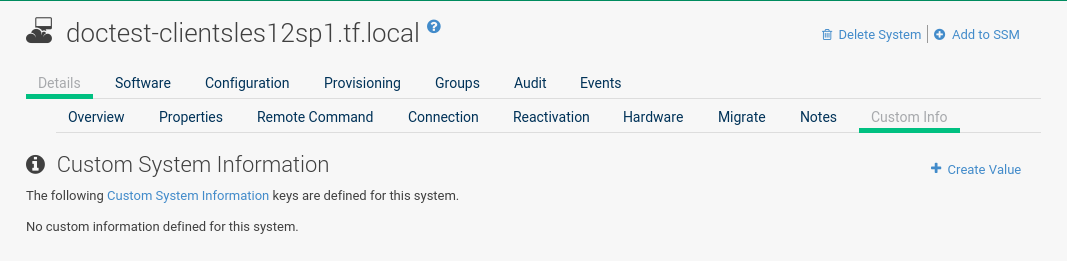 doctest-clientsles12sp1.tf.local ?
Delete System | Add to SSM
Details Software Configuration Provisioning Groups Audit Events
Overview Properties Remote Command Connection Reactivation Hardware Migrate Notes Custom Info
Custom System Information
Create Value
The following Custom System Information keys are defined for this system.
No custom information defined for this system.